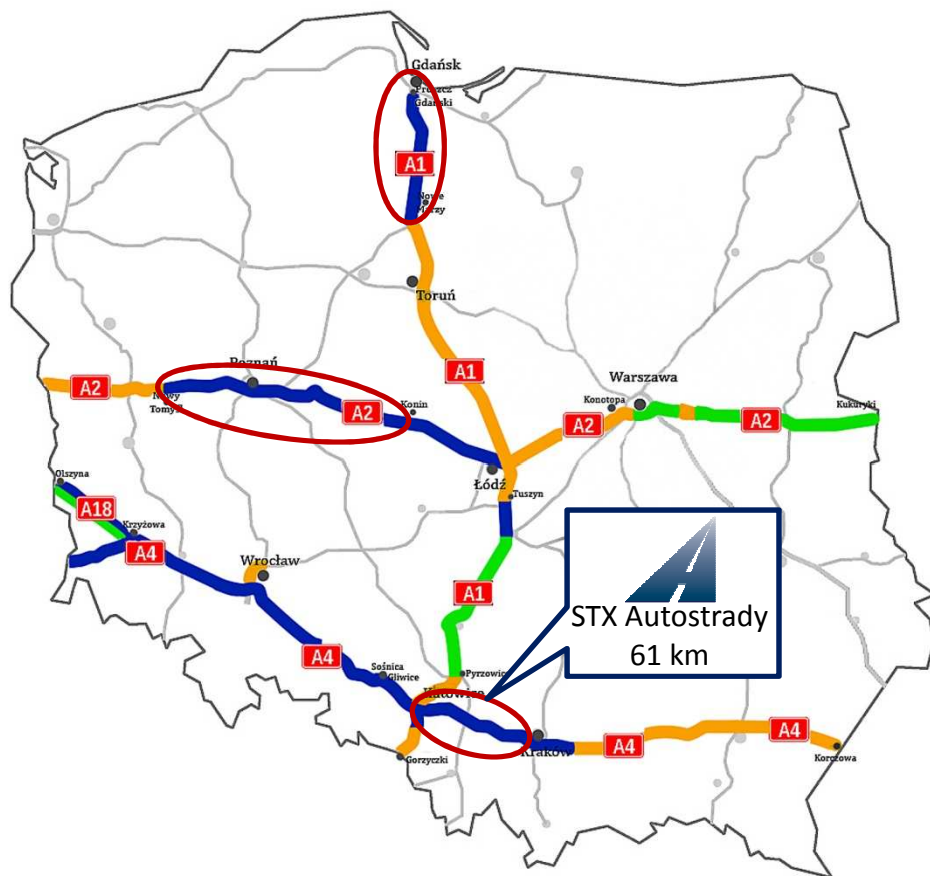 Gdańsk
Pruszcz
Gdański
A1
Nowe
Marzy
Toruń
A1
Poznań
Warszawa
A2
Nowy
Tomyśl
A2
Konin
Konotopa
A2
A2
Kukuryki
Łódź
Tuszyn
Olszyna
A18
Krzyżowa
A4
Wrocław
A1
STX Autostrady
61 km
A4
Sośnica
Gliwice
Pyrzowice
Katowice
Kraków
A4
A4
Gorzyczki
Korczowa